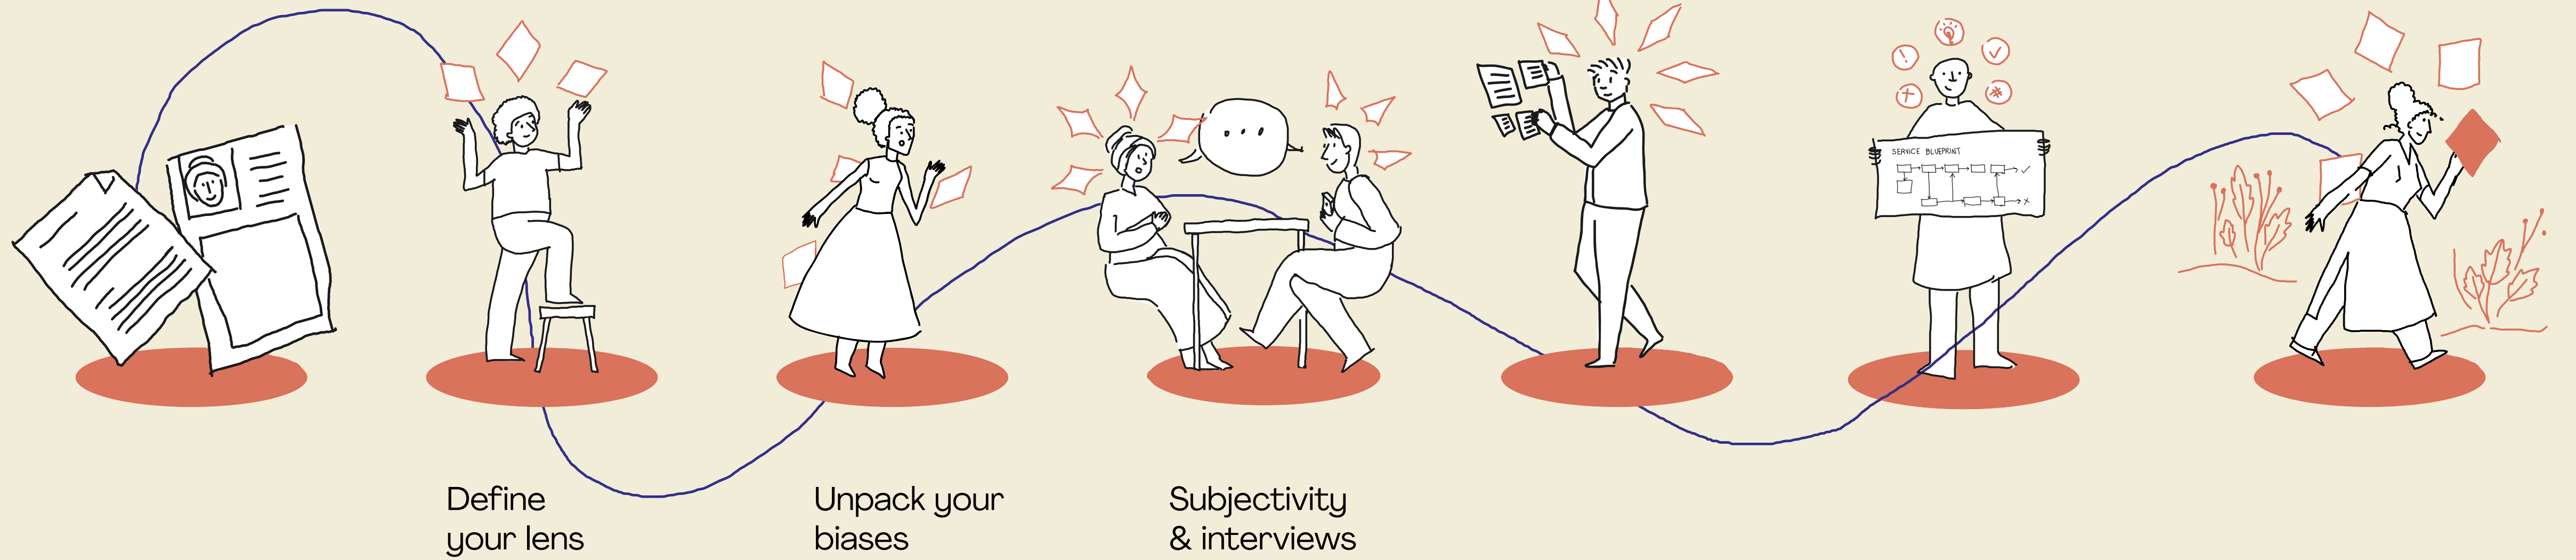 SERVICE BLUEPRINT
Define
your lens
Unpack your
biases
Subjectivity
& interviews